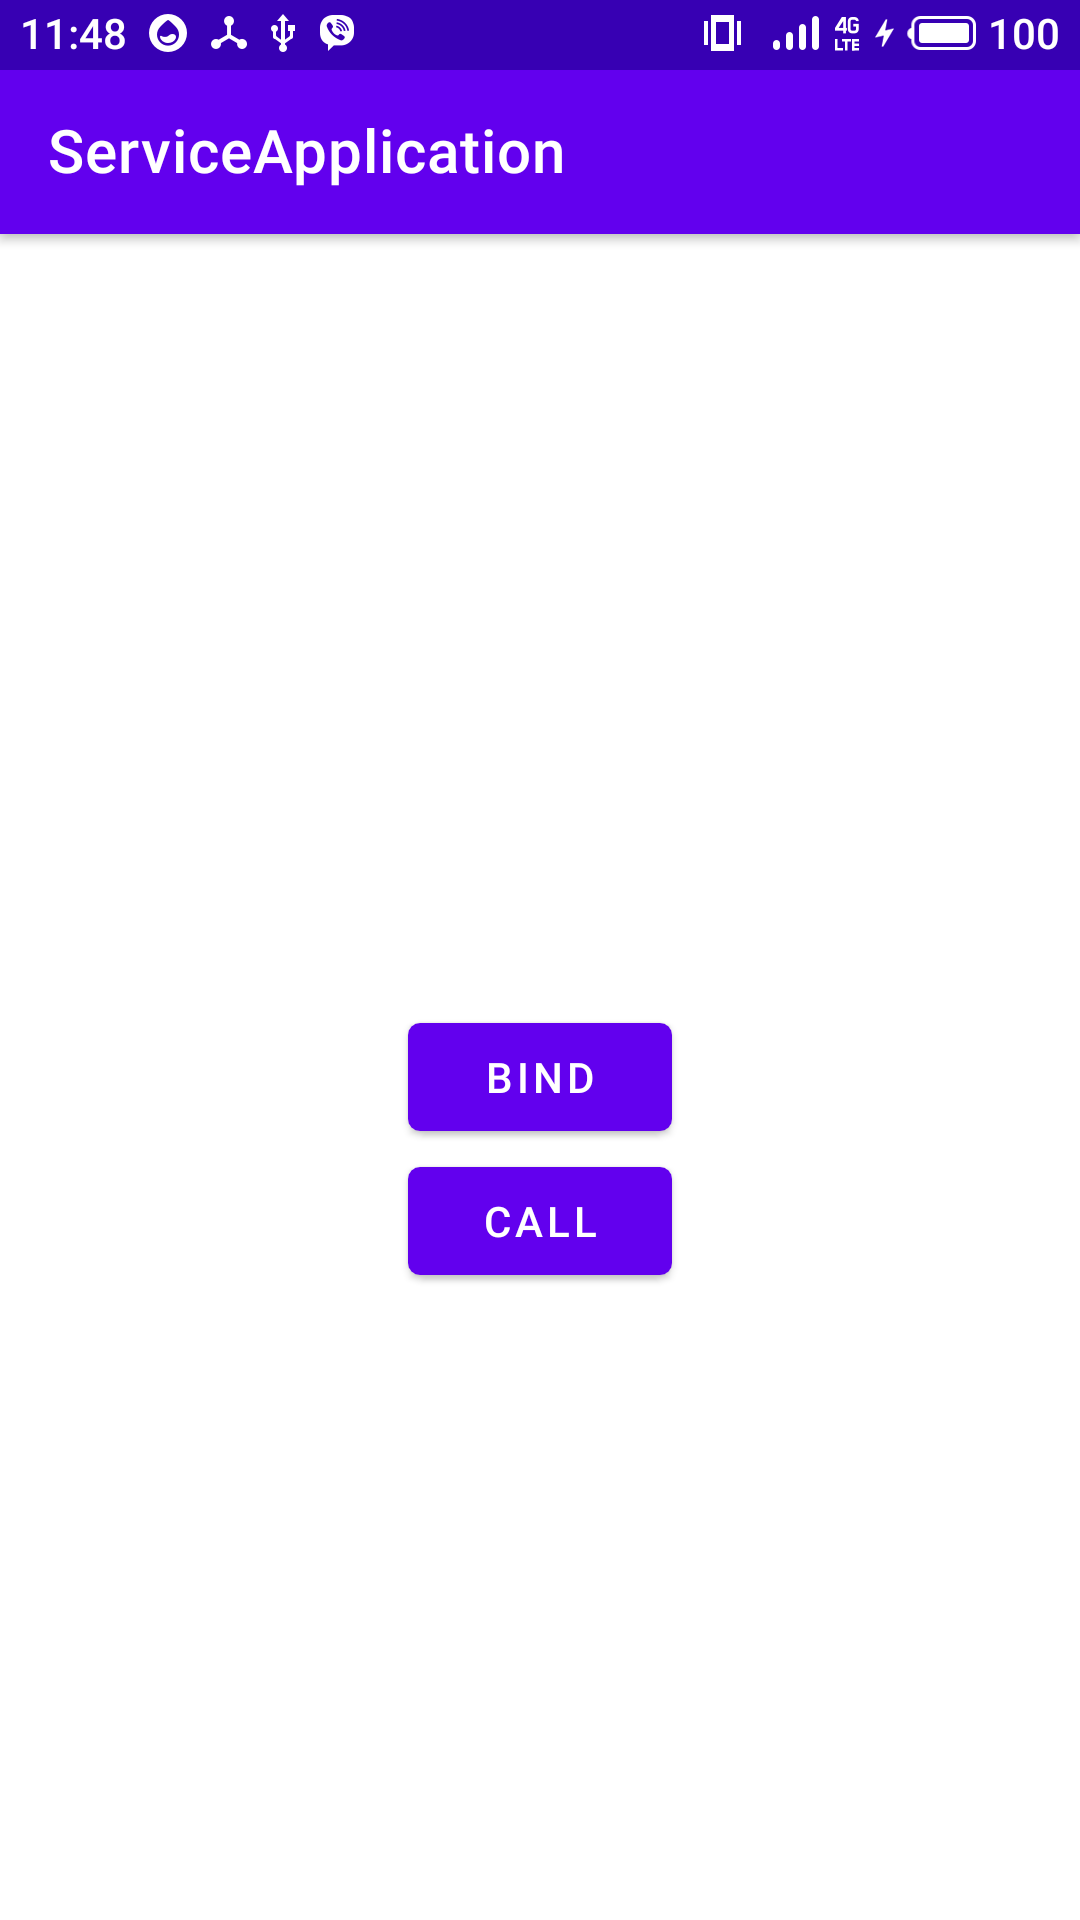 11:48 4G LTE 100
ServiceApplication
BIND
CALL